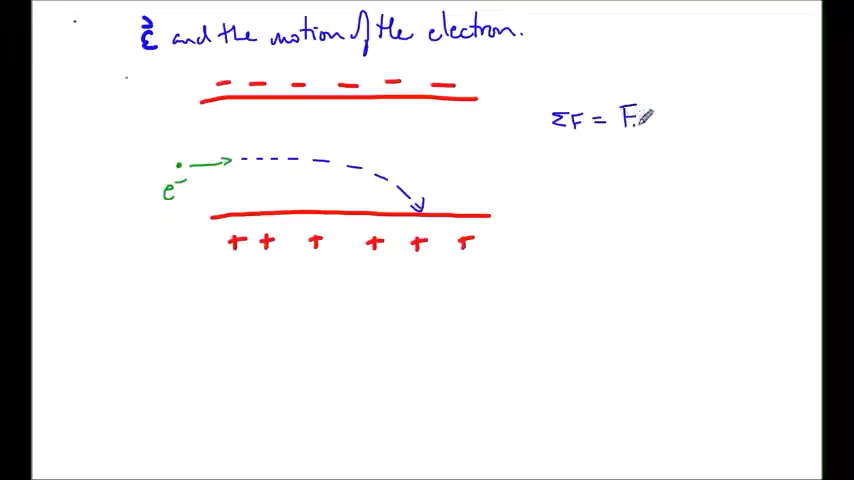 ε⃗ and the motion of the electron.
- - - - - -
ΣF = F
e⁻
+ + + + + +